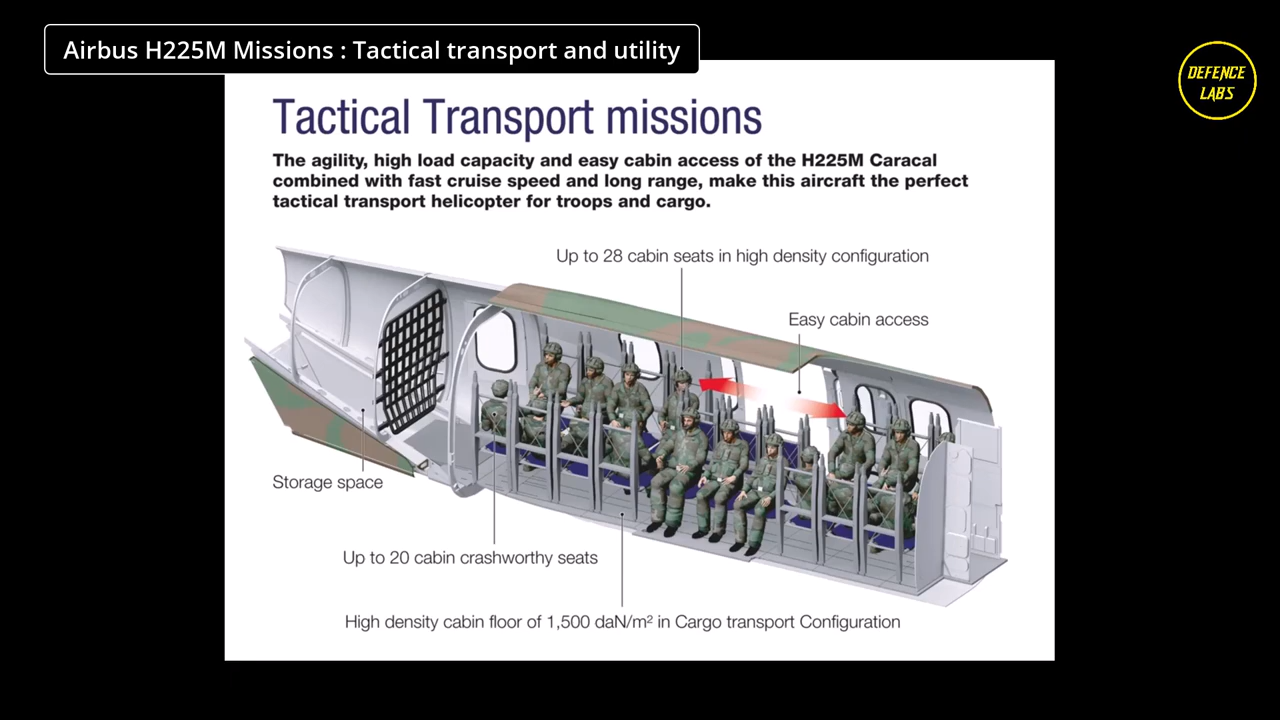 Airbus H225M Missions : Tactical transport and utility
DEFENCE
LABS
Tactical Transport missions
The agility, high load capacity and easy cabin access of the H225M Caracal
combined with fast cruise speed and long range, make this aircraft the perfect
tactical transport helicopter for troops and cargo.
Up to 28 cabin seats in high density configuration
Easy cabin access
Storage space
Up to 20 cabin crashworthy seats
High density cabin floor of 1,500 daN/m² in Cargo transport Configuration